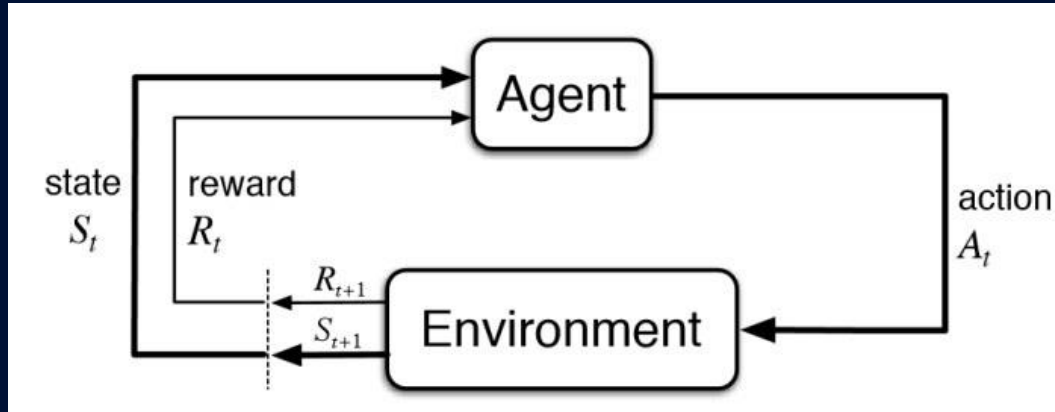 Agent
state
S_t
reward
R_t
action
A_t
R_{t+1}
S_{t+1}
Environment